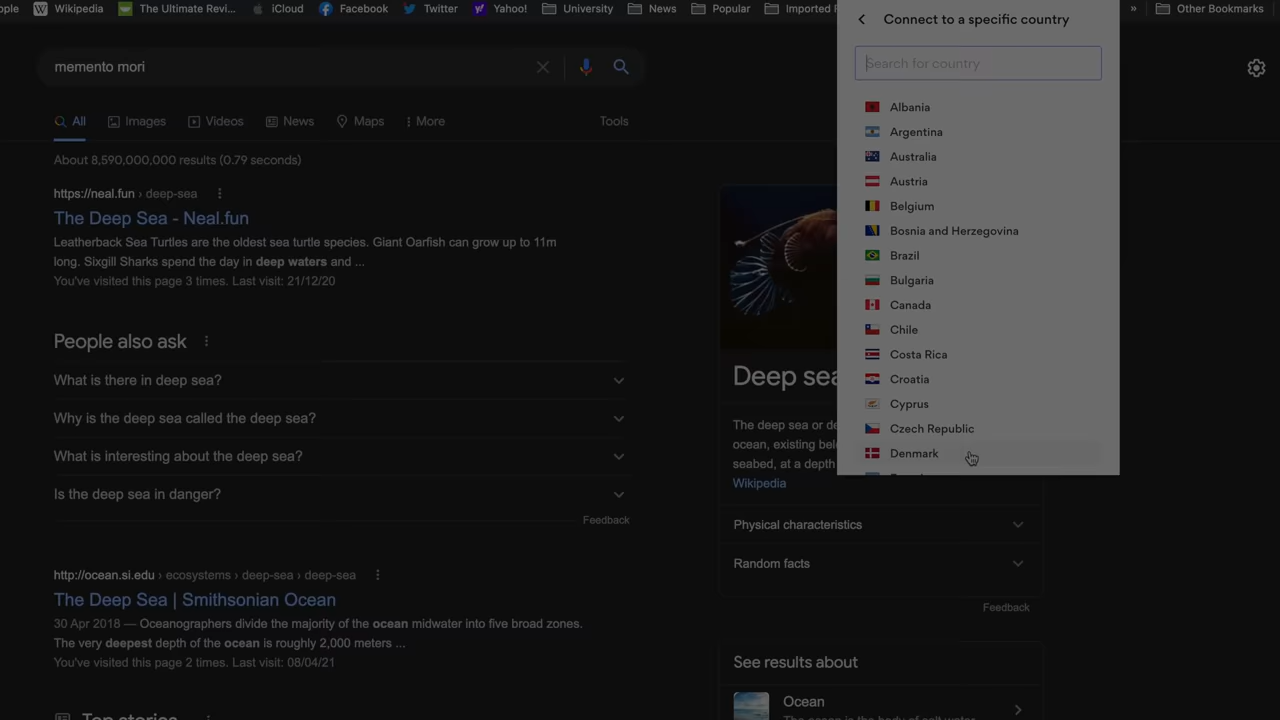 ople
Wikipedia
The Ultimate Revi...
iCloud
Facebook
Twitter
Yahoo!
University
News
Popular
Imported
»
Other Bookmarks
memento mori
All
Images
Videos
News
Maps
More
Tools
About 8,590,000,000 results (0.79 seconds)
https://neal.fun › deep-sea
The Deep Sea - Neal.fun
Leatherback Sea Turtles are the oldest sea turtle species. Giant Oarfish can grow up to 11m
long. Sixgill Sharks spend the day in deep waters and ...
You've visited this page 3 times. Last visit: 21/12/20
People also ask
What is there in deep sea?
Why is the deep sea called the deep sea?
What is interesting about the deep sea?
Is the deep sea in danger?
Feedback
http://ocean.si.edu › ecosystems › deep-sea › deep-sea
The Deep Sea | Smithsonian Ocean
30 Apr 2018 — Oceanographers divide the majority of the ocean midwater into five broad zones.
The very deepest depth of the ocean is roughly 2,000 meters ...
You've visited this page 2 times. Last visit: 08/04/21
Top stories
Deep sea
The deep sea or de
ocean, existing bel
seabed, at a depth
Wikipedia
Physical characteristics
Random facts
Feedback
See results about
Ocean
The ocean is the body of salt water
Connect to a specific country
Search for country
Albania
Argentina
Australia
Austria
Belgium
Bosnia and Herzegovina
Brazil
Bulgaria
Canada
Chile
Costa Rica
Croatia
Cyprus
Czech Republic
Denmark